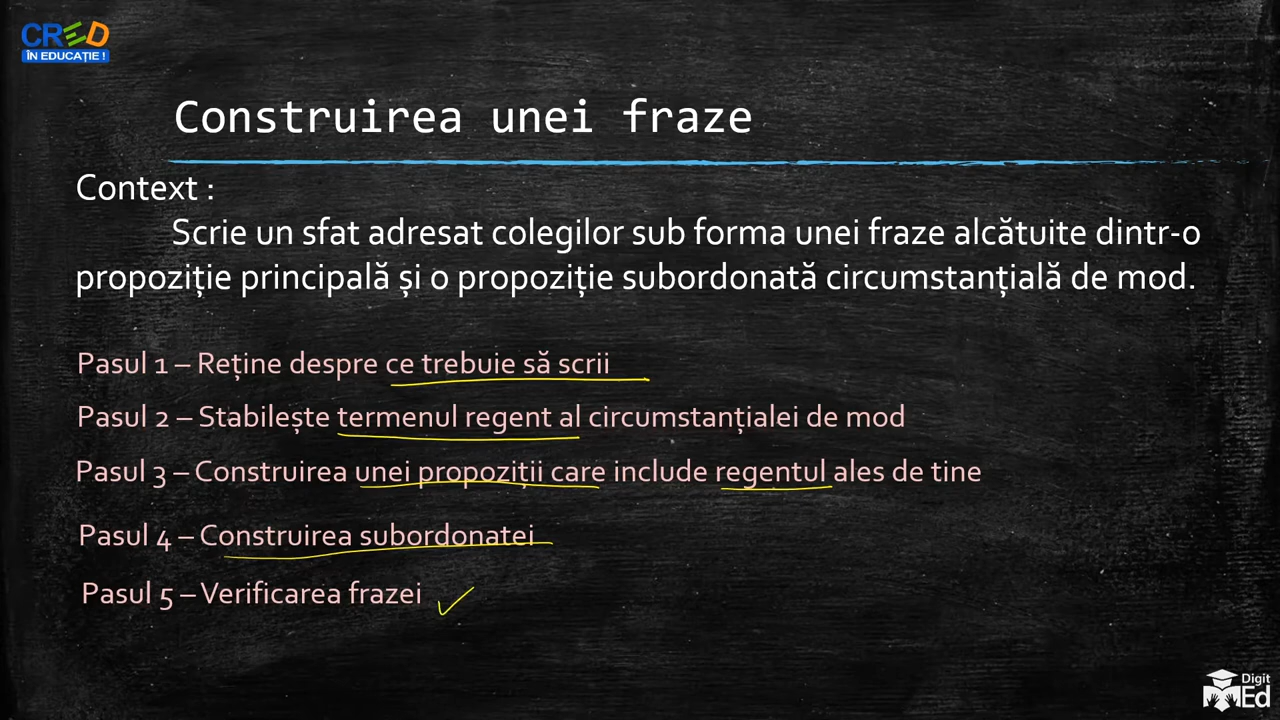 CRED
ÎN EDUCAȚIE !
Construirea unei fraze
Context :
Scrie un sfat adresat colegilor sub forma unei fraze alcătuite dintr-o
propoziție principală și o propoziție subordonată circumstanțială de mod.
Pasul 1 – Reține despre ce trebuie să scrii
Pasul 2 – Stabilește termenul regent al circumstanțialei de mod
Pasul 3 – Construirea unei propoziții care include regentul ales de tine
Pasul 4 – Construirea subordonatei
Pasul 5 – Verificarea frazei
Digit
Ed